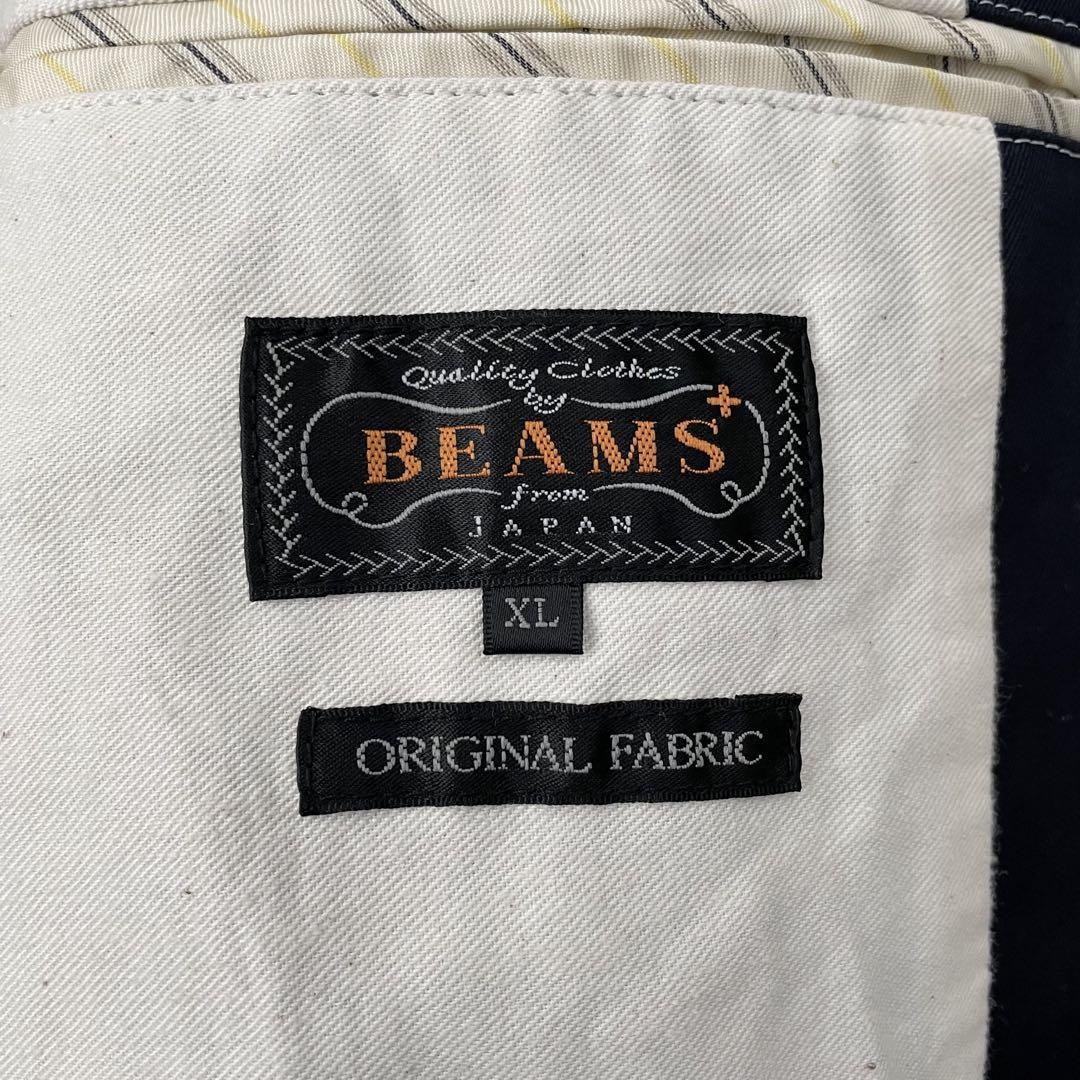 Quality Clothes
by
BEAMS+
from
JAPAN
XL
ORIGINAL FABRIC